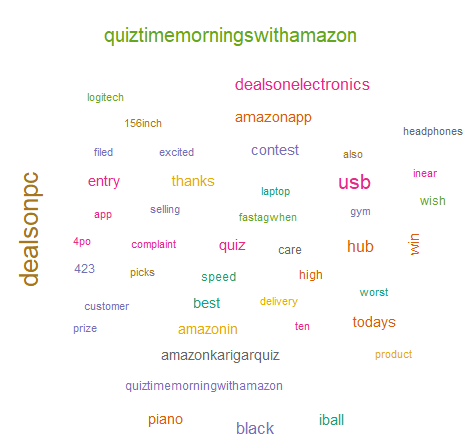 quiztimemorningswithamazon
dealsonelectronics
logitech
amazonapp
156inch
headphones
filed
excited
contest
also
entry
thanks
usb
inear
laptop
wish
dealsonpc
app
selling
fastagwhen
gym
4po
complaint
quiz
care
hub
win
423
picks
speed
high
worst
customer
best
delivery
prize
amazonin
ten
todays
amazonkarigarquiz
product
quiztimemorningwithamazon
piano
black
iball